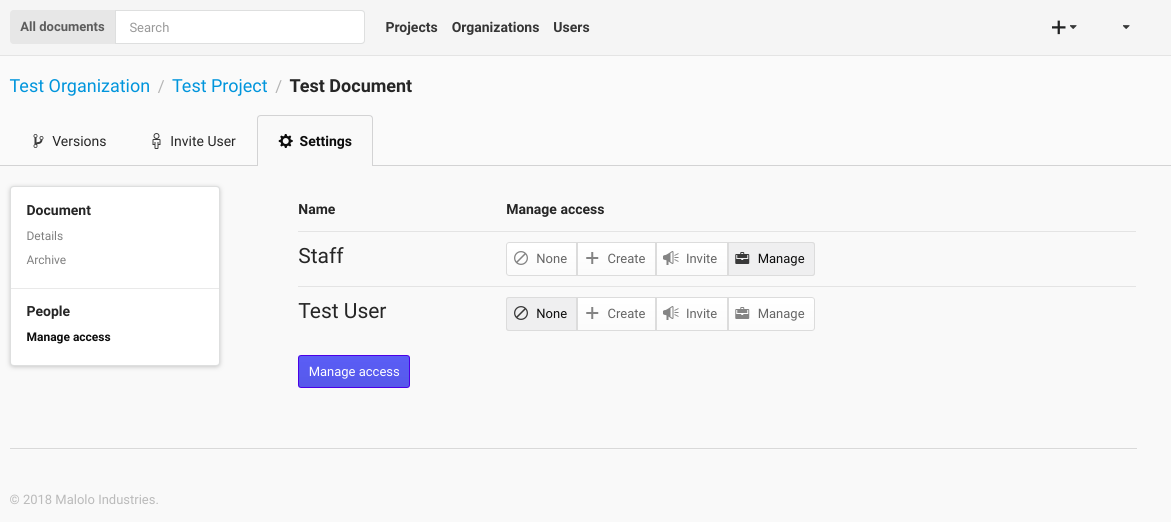 All documents Search Projects Organizations Users
Test Organization / Test Project / Test Document
Versions Invite User Settings
Document
Details
Archive
People
Manage access
Name Manage access
Staff None Create Invite Manage
Test User None Create Invite Manage
Manage access
© 2018 Malolo Industries.